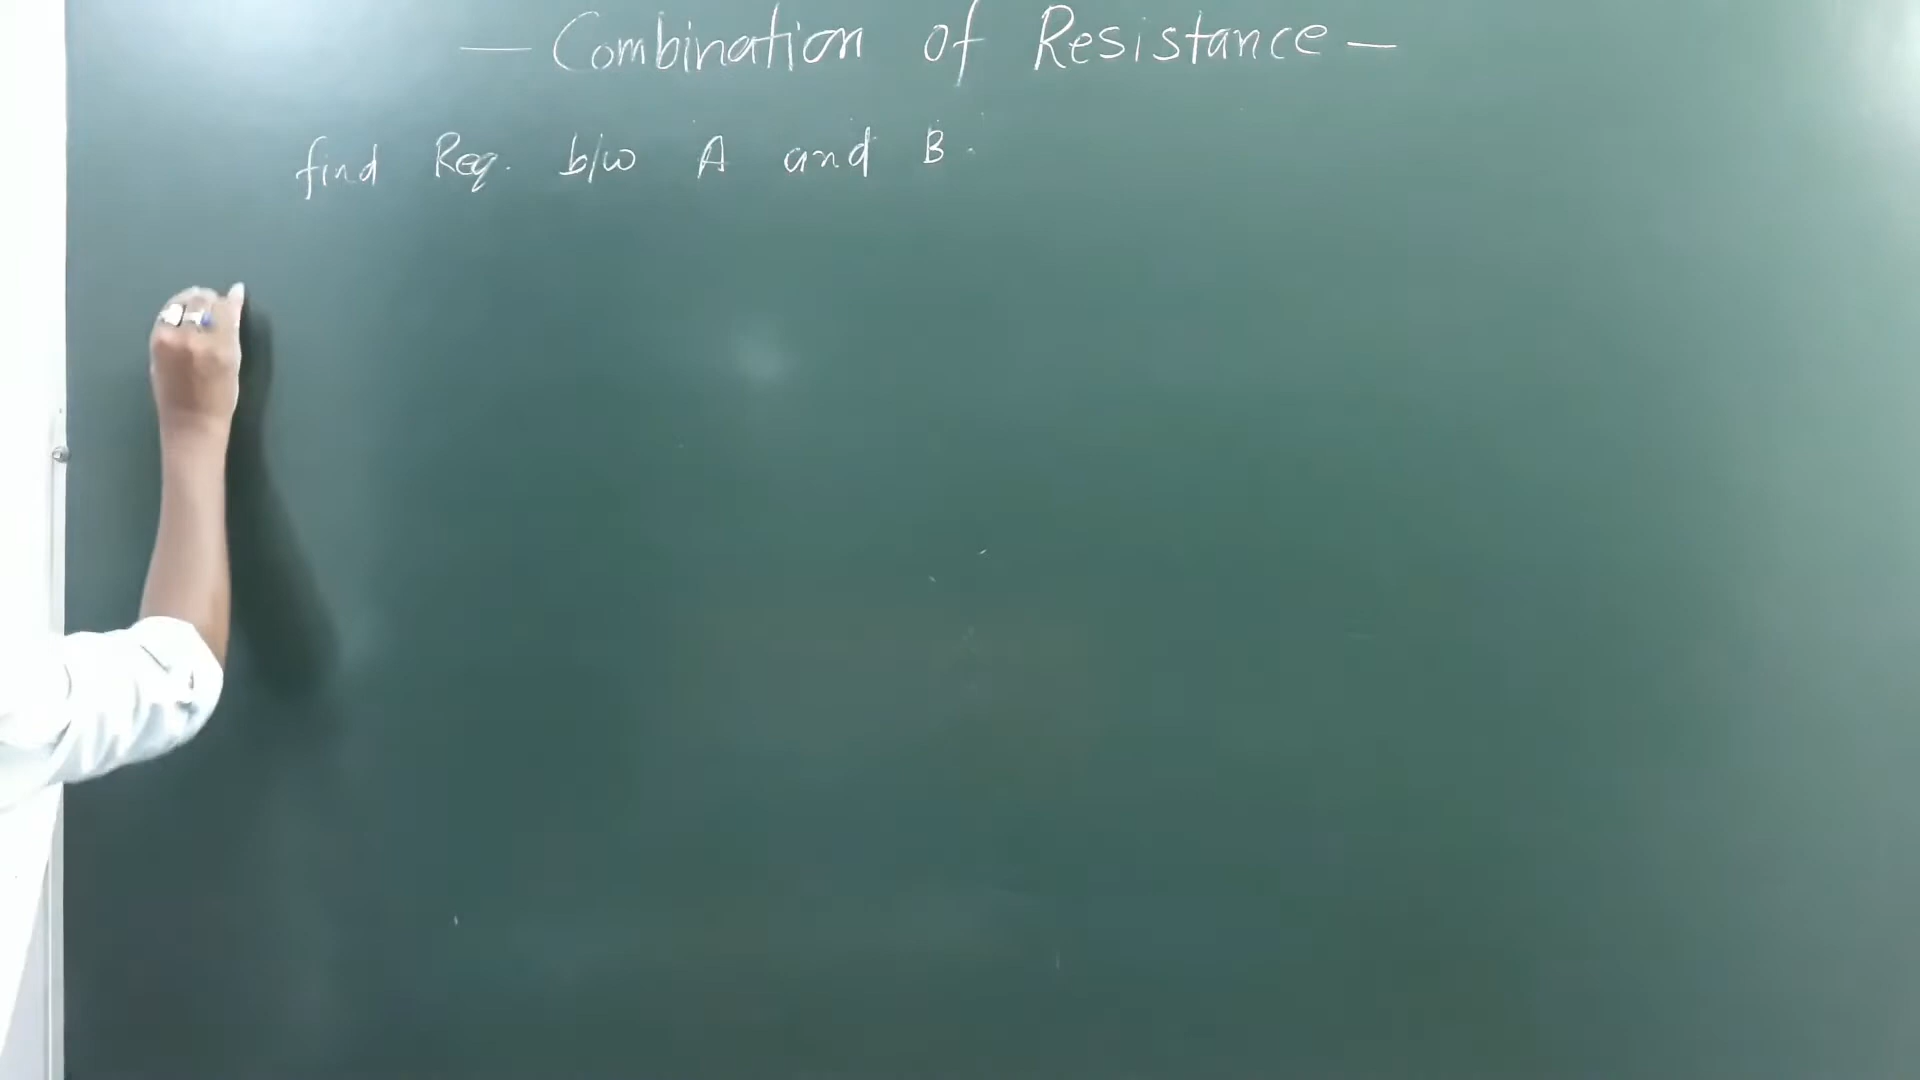 — Combination of Resistance —
find Req. b/w A and B.